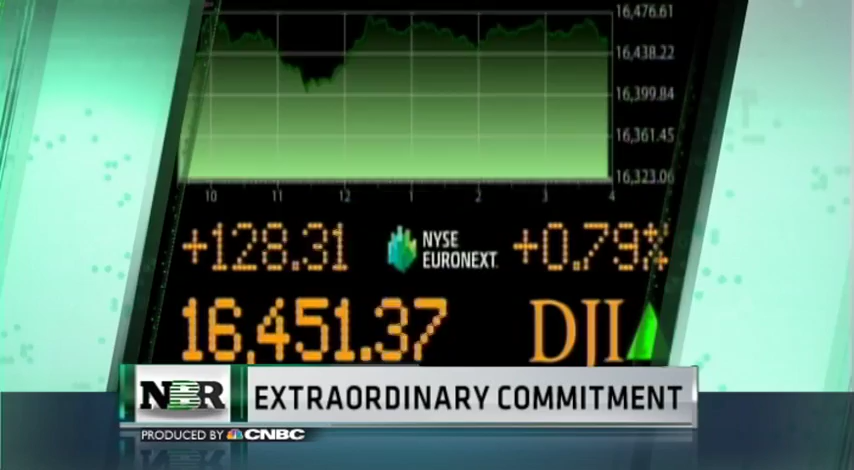 16,476.61
16,438.22
16,399.84
16,361.45
16,323.06
10 11 12 1 2 3 4
+128.31 NYSE EURONEXT. +0.79%
16,451.37 DJI
NBR EXTRAORDINARY COMMITMENT
PRODUCED BY CNBC